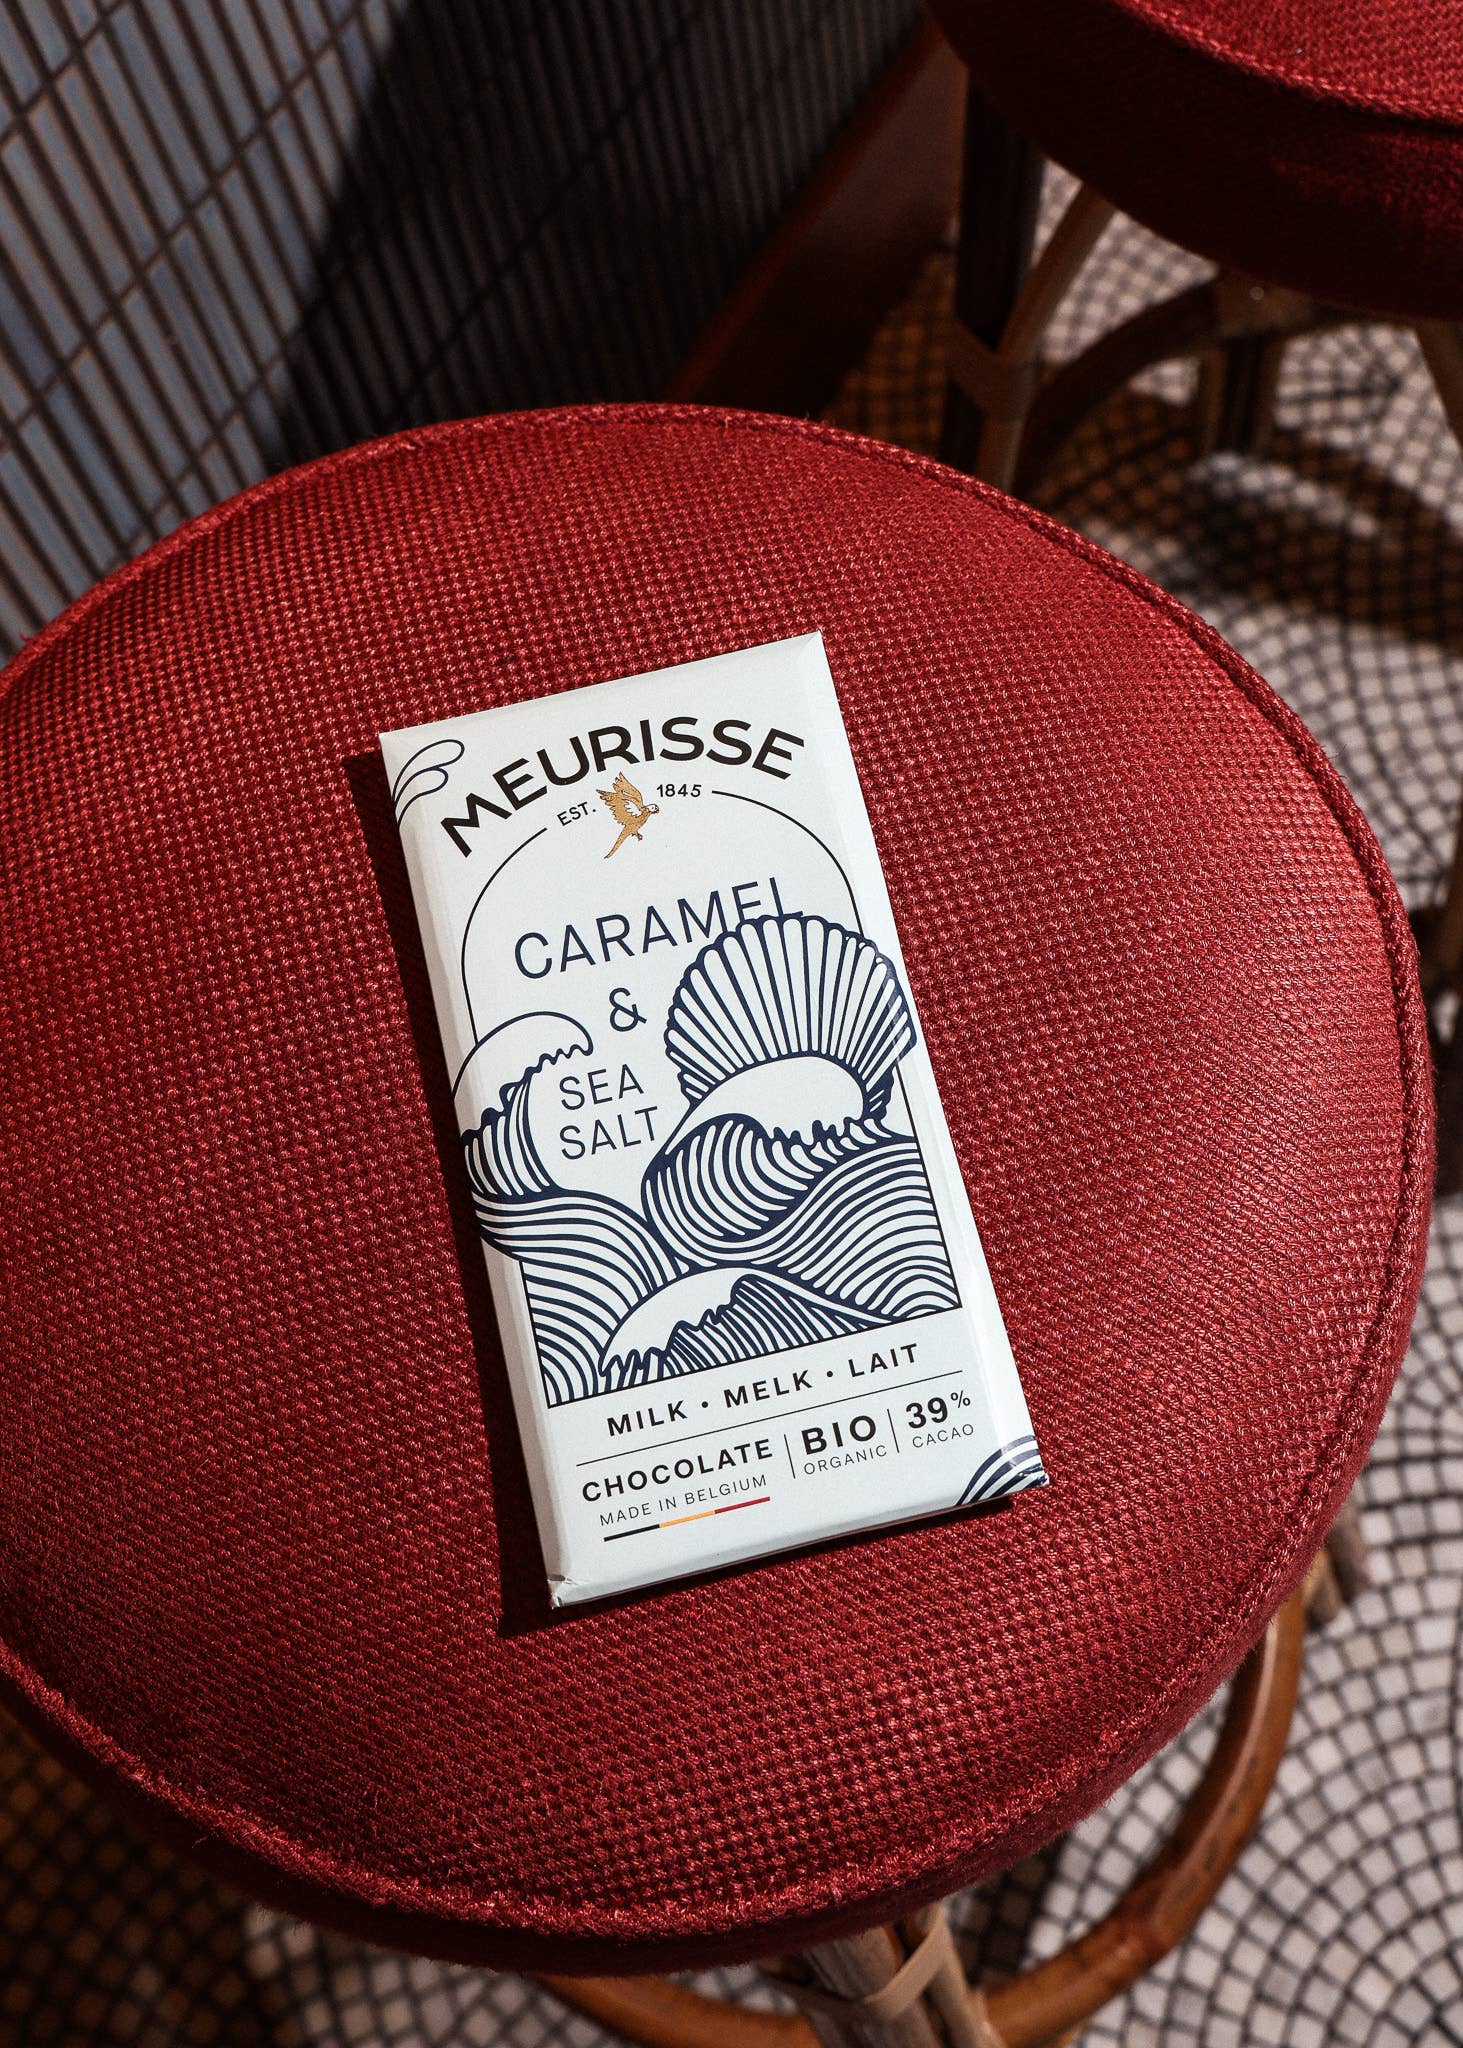 MEURISSE
EST. 1845
CARAMEL
&
SEA
SALT
MILK • MELK • LAIT
CHOCOLATE
MADE IN BELGIUM
BIO
ORGANIC
39%
CACAO